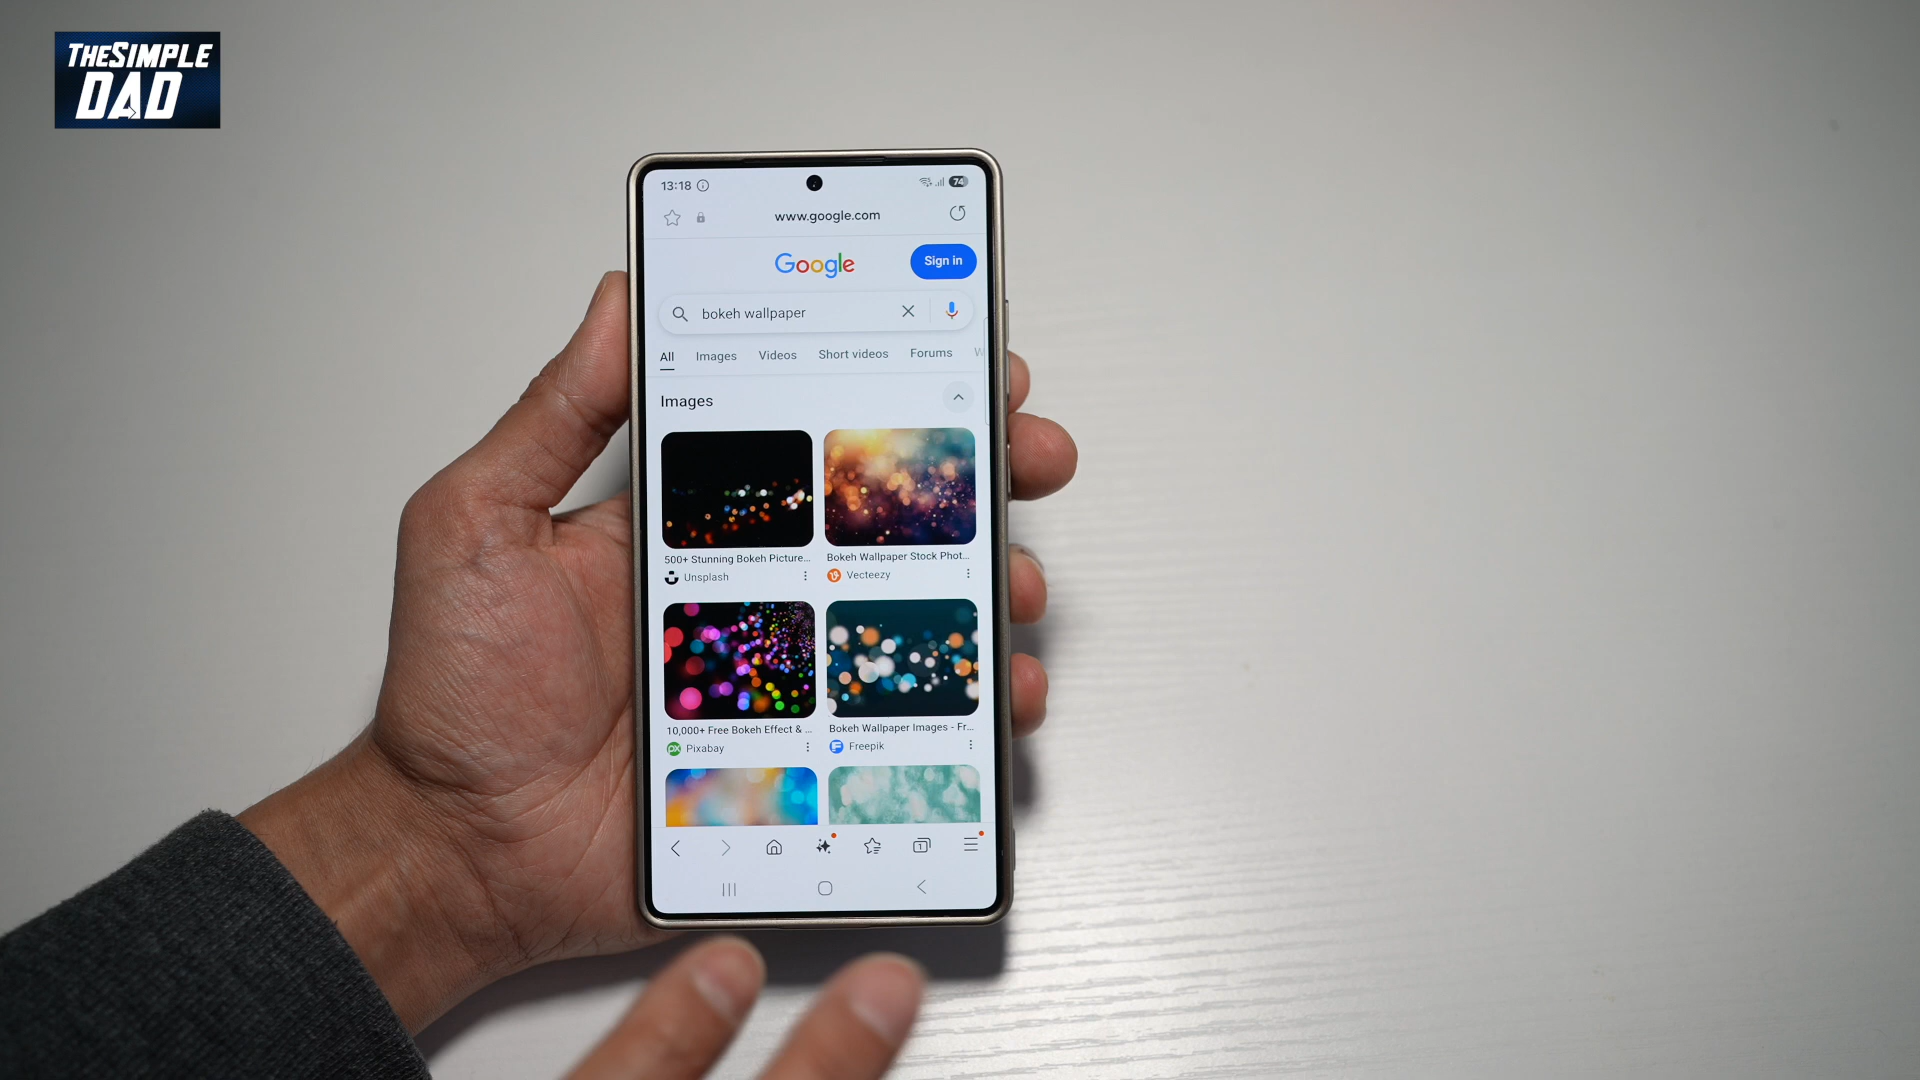 THESIMPLE
DAD
13:18
74
www.google.com
Google
Sign in
bokeh wallpaper
All Images Videos Short videos Forums
Images
500+ Stunning Bokeh Picture...
Unsplash
Bokeh Wallpaper Stock Phot...
Vecteezy
10,000+ Free Bokeh Effect & ...
px Pixabay
Bokeh Wallpaper Images - Fr...
Freepik
1